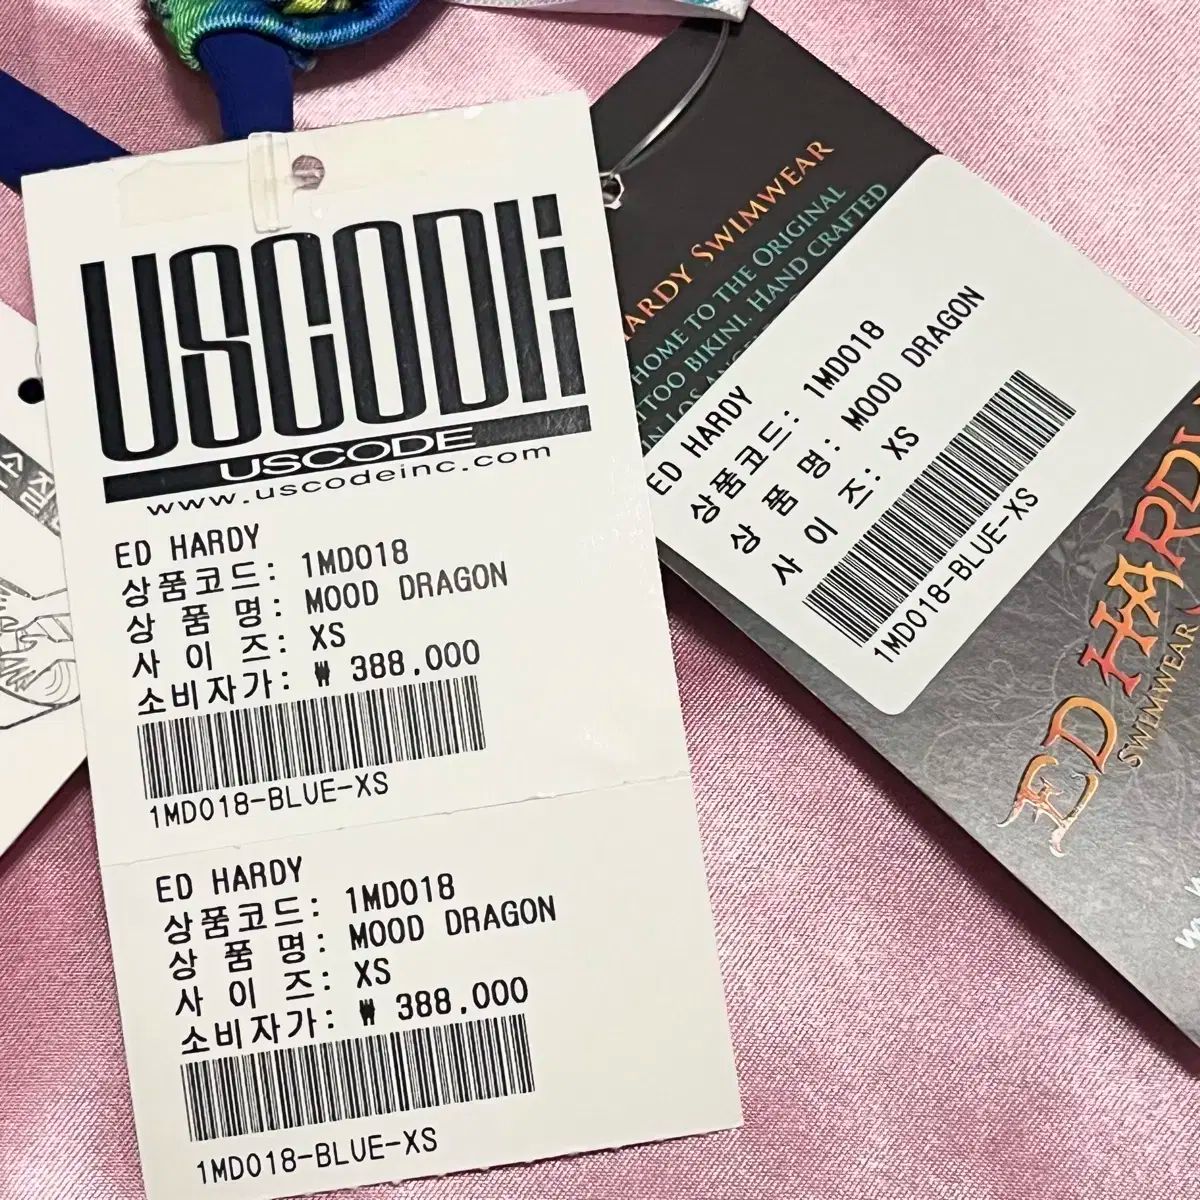 USCODE
USCODE
www.uscodeinc.com
ED HARDY
상품코드: 1MD018
상 품 명: MOOD DRAGON
사 이 즈: XS
소비자가: ₩ 388,000
1MD018-BLUE-XS
ED HARDY
상품코드: 1MD018
상 품 명: MOOD DRAGON
사 이 즈: XS
소비자가: ₩ 388,000
1MD018-BLUE-XS
HARDY SWIMWEAR
HOME TO THE ORIGINAL
TATTOO BIKINI. HAND CRAFTED
IN LOS
ED HARDY
상품코드: 1MD018
상 품 명: MOOD DRAGON
사 이 즈: XS
1MD018-BLUE-XS
ED HARDY
SWIMWEAR